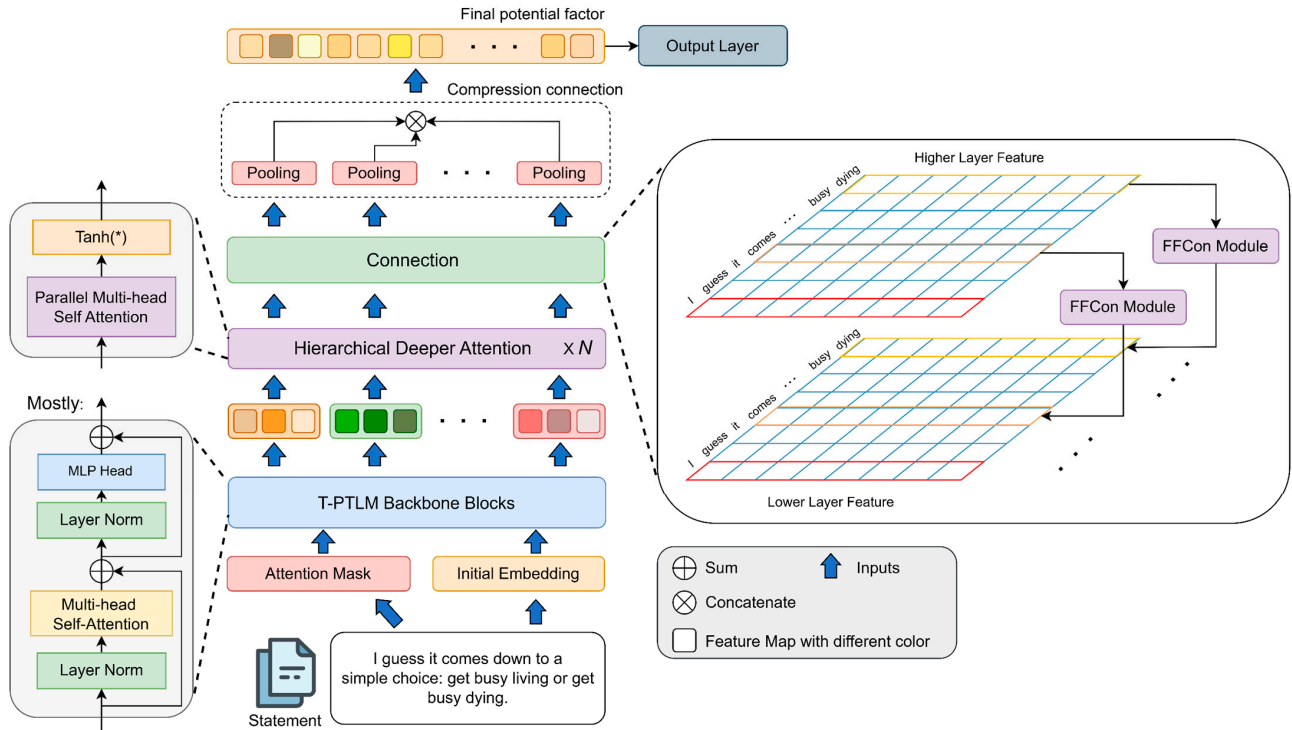 Final potential factor
Output Layer
Compression connection
Pooling
Pooling
Pooling
Connection
Tanh(*)
Parallel Multi-head
Self Attention
Hierarchical Deeper Attention x N
Mostly:
MLP Head
Layer Norm
Multi-head
Self-Attention
Layer Norm
T-PTLM Backbone Blocks
Attention Mask
Initial Embedding
Statement
I guess it comes down to a
simple choice: get busy living or get
busy dying.
Higher Layer Feature
I guess it comes ... busy dying
FFCon Module
FFCon Module
I guess it comes ... busy dying
Lower Layer Feature
Sum
Inputs
Concatenate
Feature Map with different color